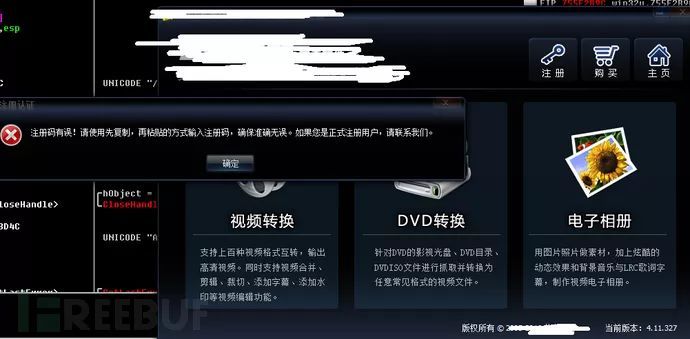 ,esp
EIP 755F2B9C win32u.755F2B9
UNICODE "/
注 册
购 买
主 页
注册认证
注册码有误！请使用先复制，再粘贴的方式输入注册码，确保准确无误。如果您是正式注册用户，请联系我们。
确定
hObject =
CloseHandle
loseHandle>
BD4C
UNICODE "A
视频转换
DVD转换
电子相册
支持上百种视频格式互转，输出
高清视频。同时支持视频合并、
剪辑、裁切、添加字幕、添加水
印等视频编辑功能。
针对DVD的影视光盘、DVD目录、
DVDISO文件进行抓取并转换为
任意常见格式的视频文件。
用图片照片做素材，加上炫酷的
动态效果和背景音乐与LRC歌词字
幕，制作视频电子相册。
FREEBUF
版权所有 ©
当前版本：4.11.327